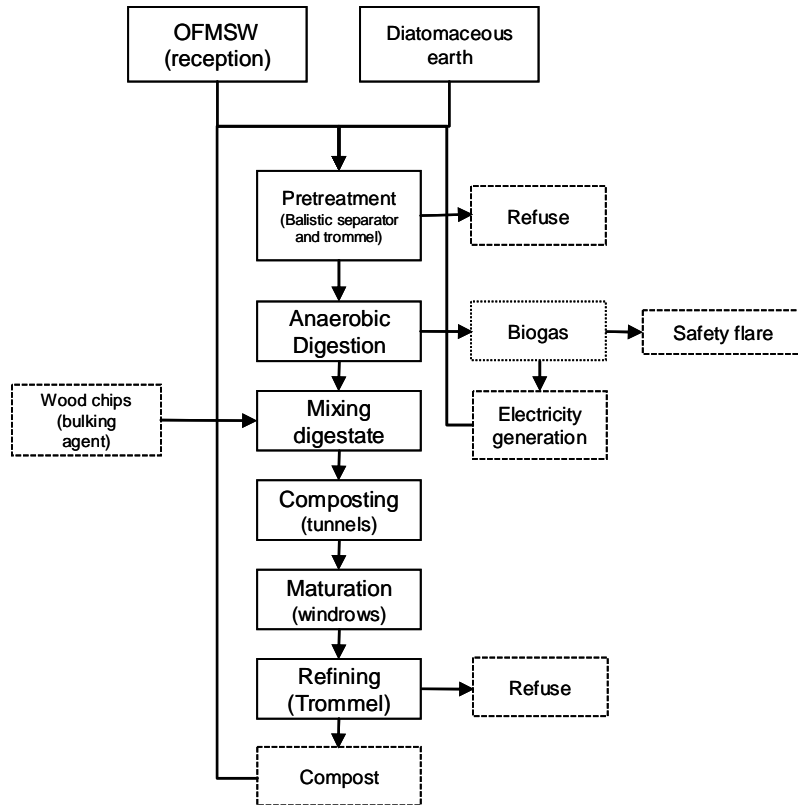 OFMSW
(reception)
Diatomaceous
earth
Pretreatment
(Balistic separator
and trommel)
Refuse
Anaerobic
Digestion
Biogas
Safety flare
Wood chips
(bulking
agent)
Mixing
digestate
Electricity
generation
Composting
(tunnels)
Maturation
(windrows)
Refining
(Trommel)
Refuse
Compost